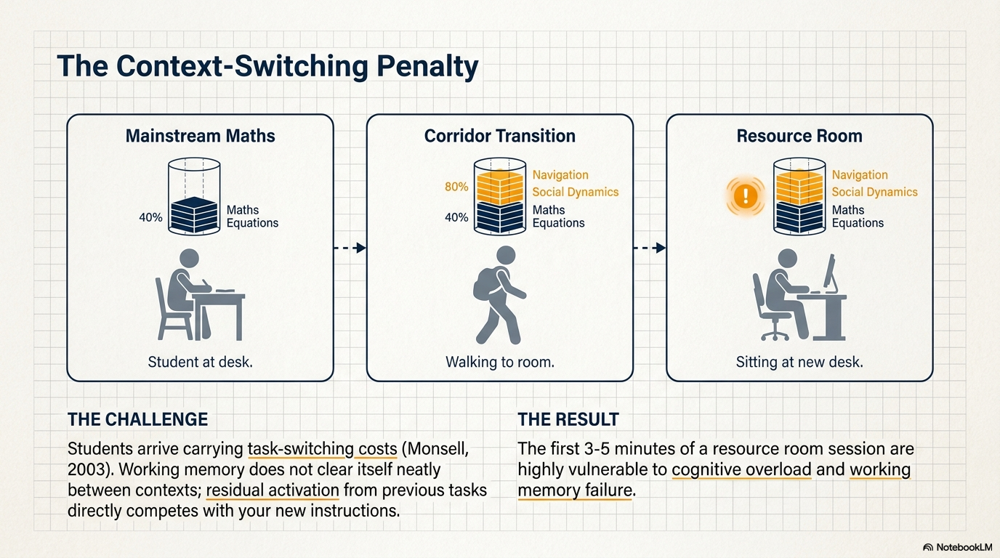 The Context-Switching Penalty
Mainstream Maths
40%
Maths
Equations
Student at desk.
Corridor Transition
80%
Navigation
Social Dynamics
40%
Maths
Equations
Walking to room.
Resource Room
!
Navigation
Social Dynamics
Maths
Equations
Sitting at new desk.
THE CHALLENGE
Students arrive carrying task-switching costs (Monsell,
2003). Working memory does not clear itself neatly
between contexts; residual activation from previous tasks
directly competes with your new instructions.
THE RESULT
The first 3-5 minutes of a resource room session are
highly vulnerable to cognitive overload and working
memory failure.
NotebookLM